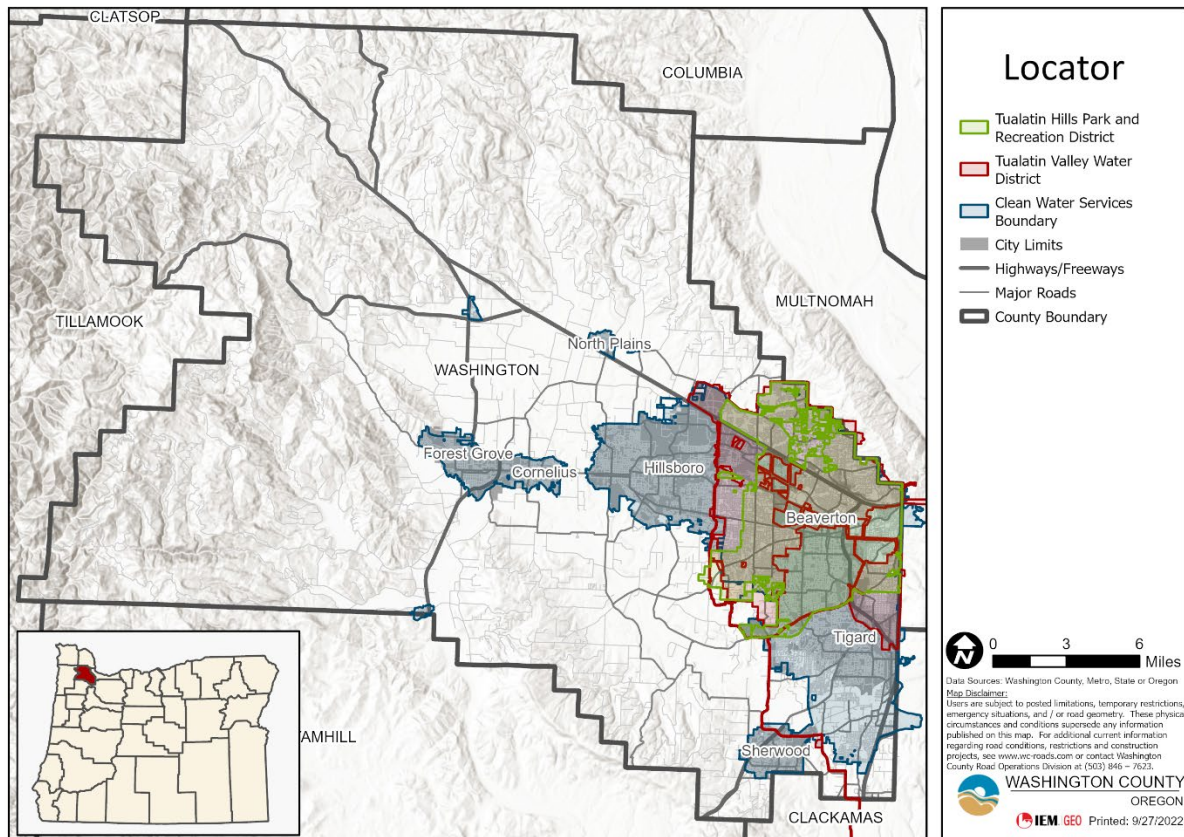 CLATSOP
COLUMBIA
MULTNOMAH
TILLAMOOK
North Plains
WASHINGTON
Forest Grove
Cornelius
Hillsboro
Beaverton
Tigard
Sherwood
YAMHILL
CLACKAMAS
Locator
Tualatin Hills Park and
Recreation District
Tualatin Valley Water
District
Clean Water Services
Boundary
City Limits
Highways/Freeways
Major Roads
County Boundary
N
0 3 6
Miles
Data Sources: Washington County, Metro, State or Oregon
Map Disclaimer:
Users are subject to posted limitations, temporary restrictions,
emergency situations, and / or road geometry. These physical
circumstances and conditions supersede any information
published on this map. For additional current information
regarding road conditions, restrictions and construction
projects, see www.wc-roads.com or contact Washington
County Road Operations Division at (503) 846 – 7623.
WASHINGTON COUNTY
OREGON
IEM GEO Printed: 9/27/2022